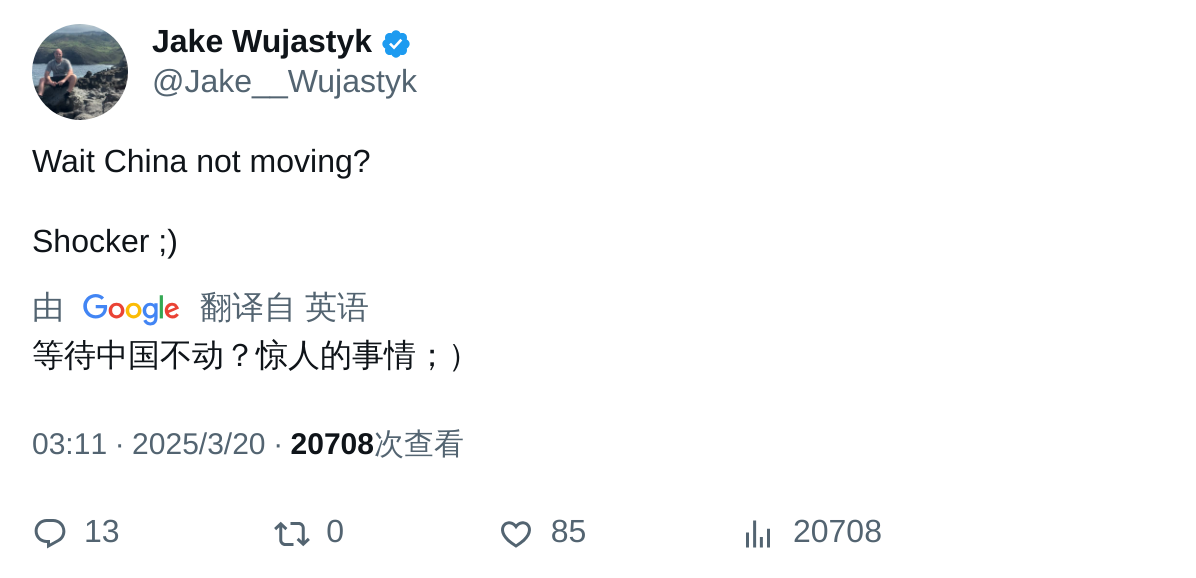 Jake Wujastyk
@Jake__Wujastyk
Wait China not moving?
Shocker ;)
由 Google 翻译自 英语
等待中国不动？惊人的事情；）
03:11 · 2025/3/20 · 20708次查看
13 0 85 20708